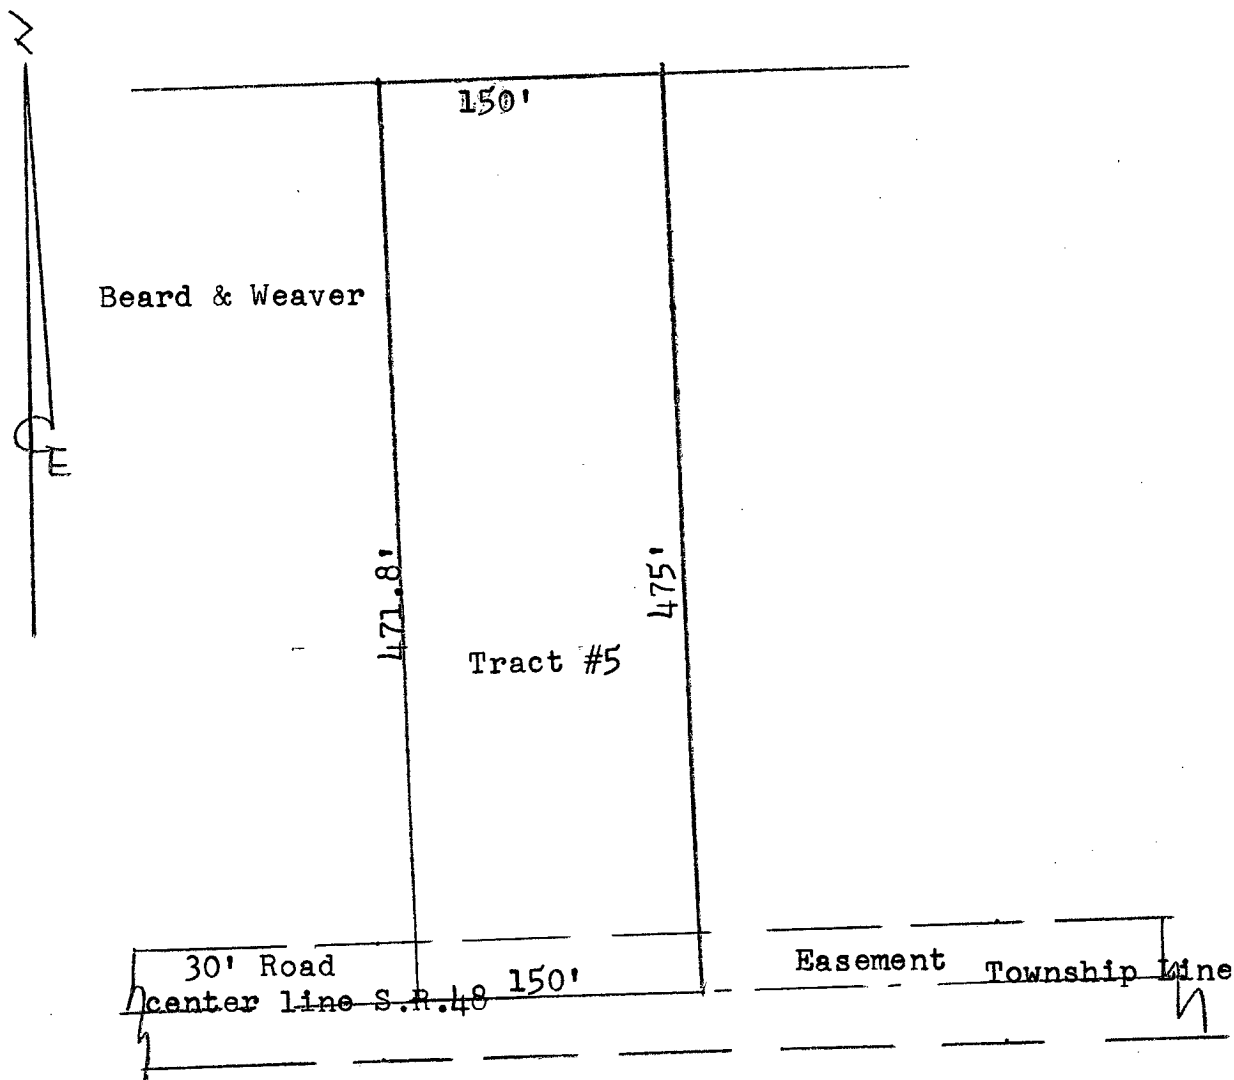 N
150'
Beard & Weaver
E
471.8'
475'
Tract #5
30' Road
Easement
Township Line
center line S.R.48
150'